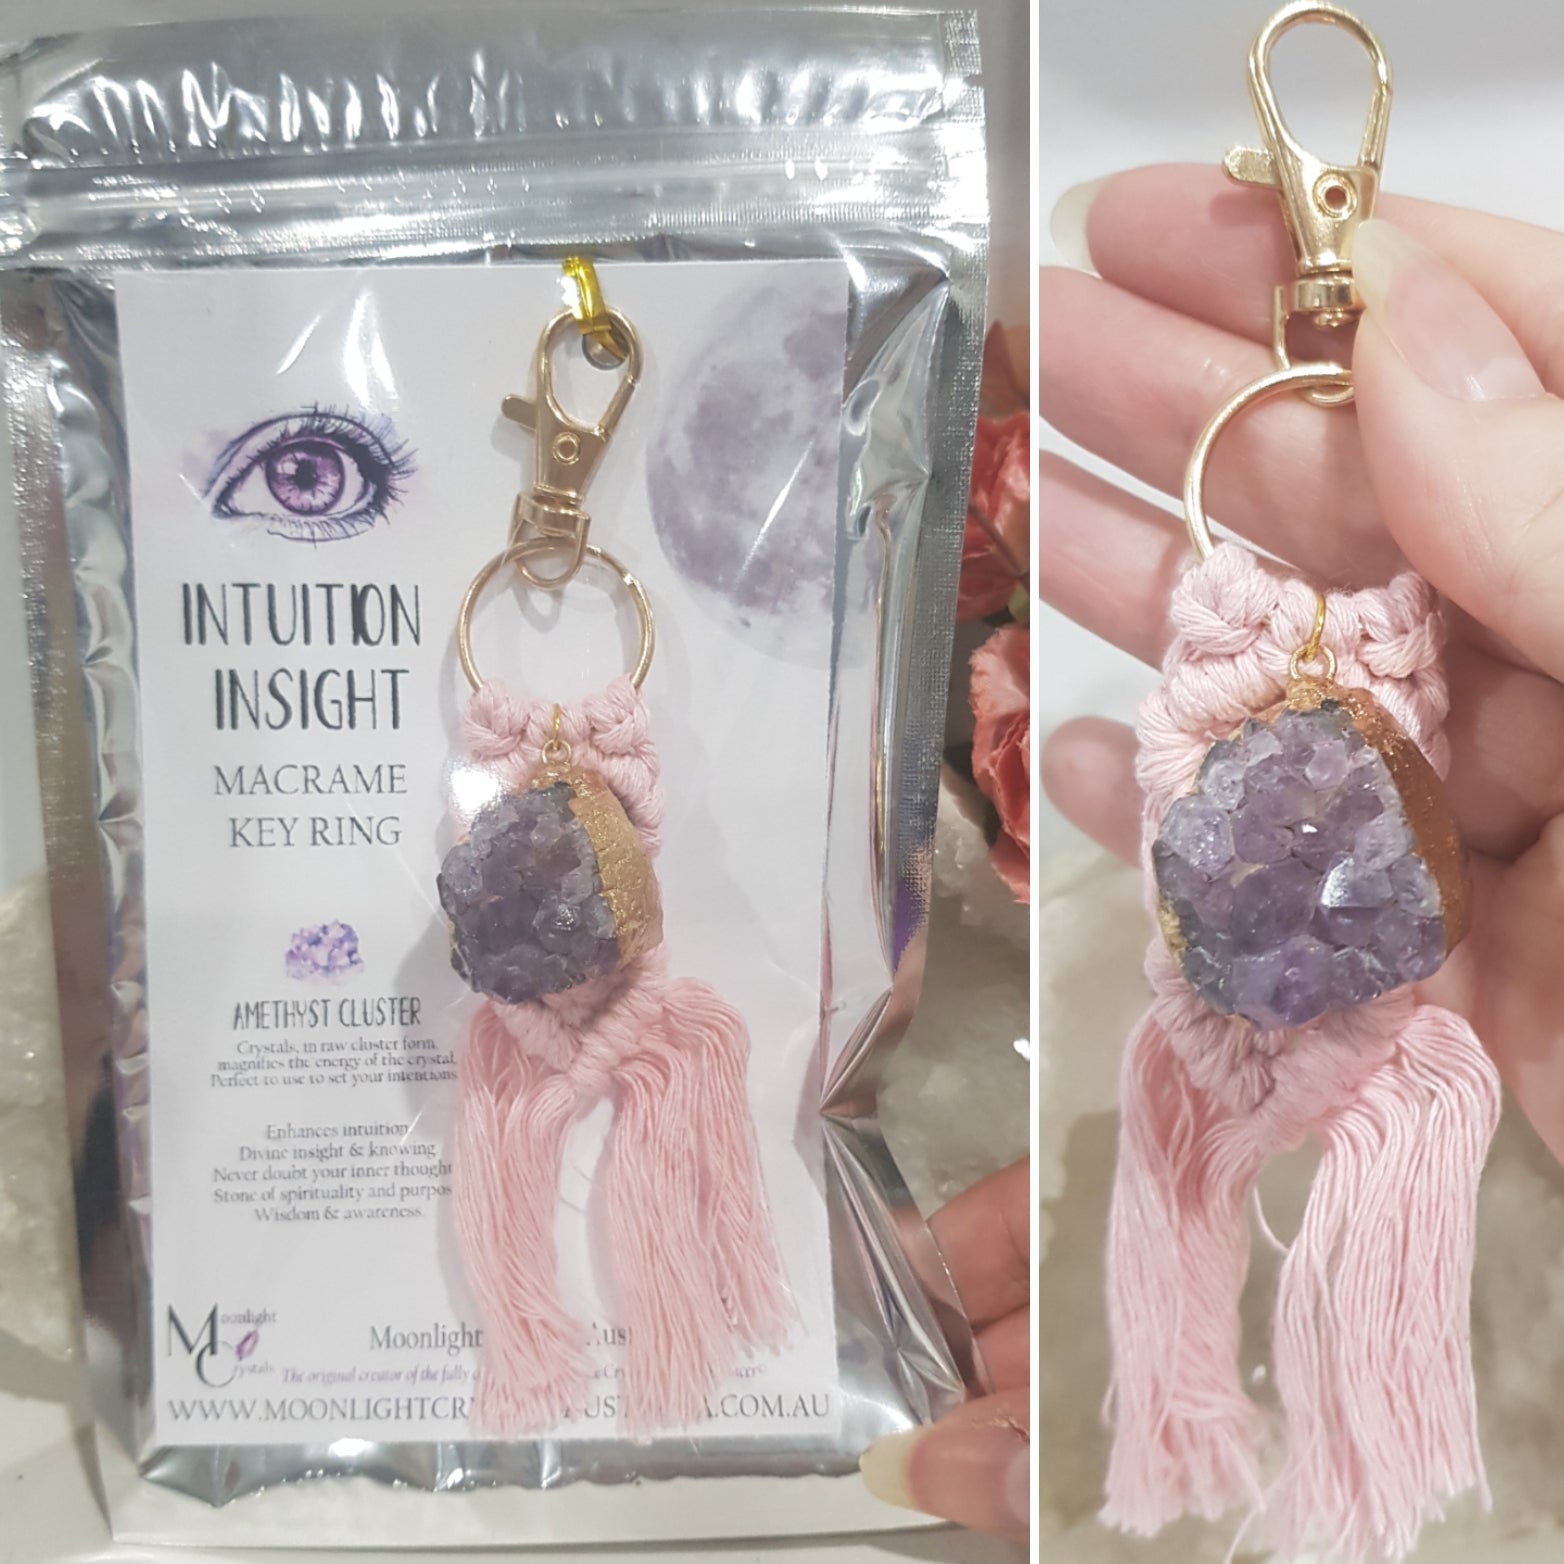 INTUITION
INSIGHT
MACRAME
KEY RING
AMETHYST CLUSTER
Crystals, in raw cluster form,
magnifies the energy of the crystal.
Perfect to use to set your intentions.
Enhances intuition
Divine insight & knowing
Never doubt your inner thought
Stone of spirituality and purpos
Wisdom & awareness.
Moonlight
Crystals
Moonlight Aus
The original creator of the fully
WWW.MOONLIGHTCR UST A.COM.AU